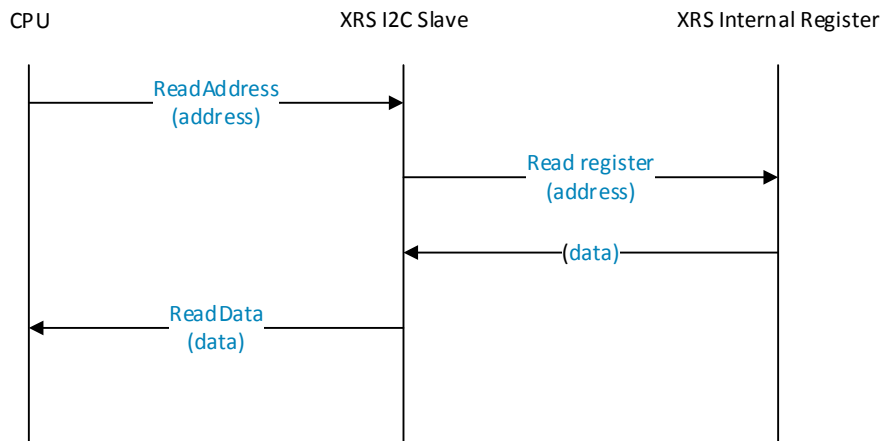 CPU
XRS I2C Slave
XRS Internal Register
ReadAddress
(address)
Read register
(address)
(data)
ReadData
(data)